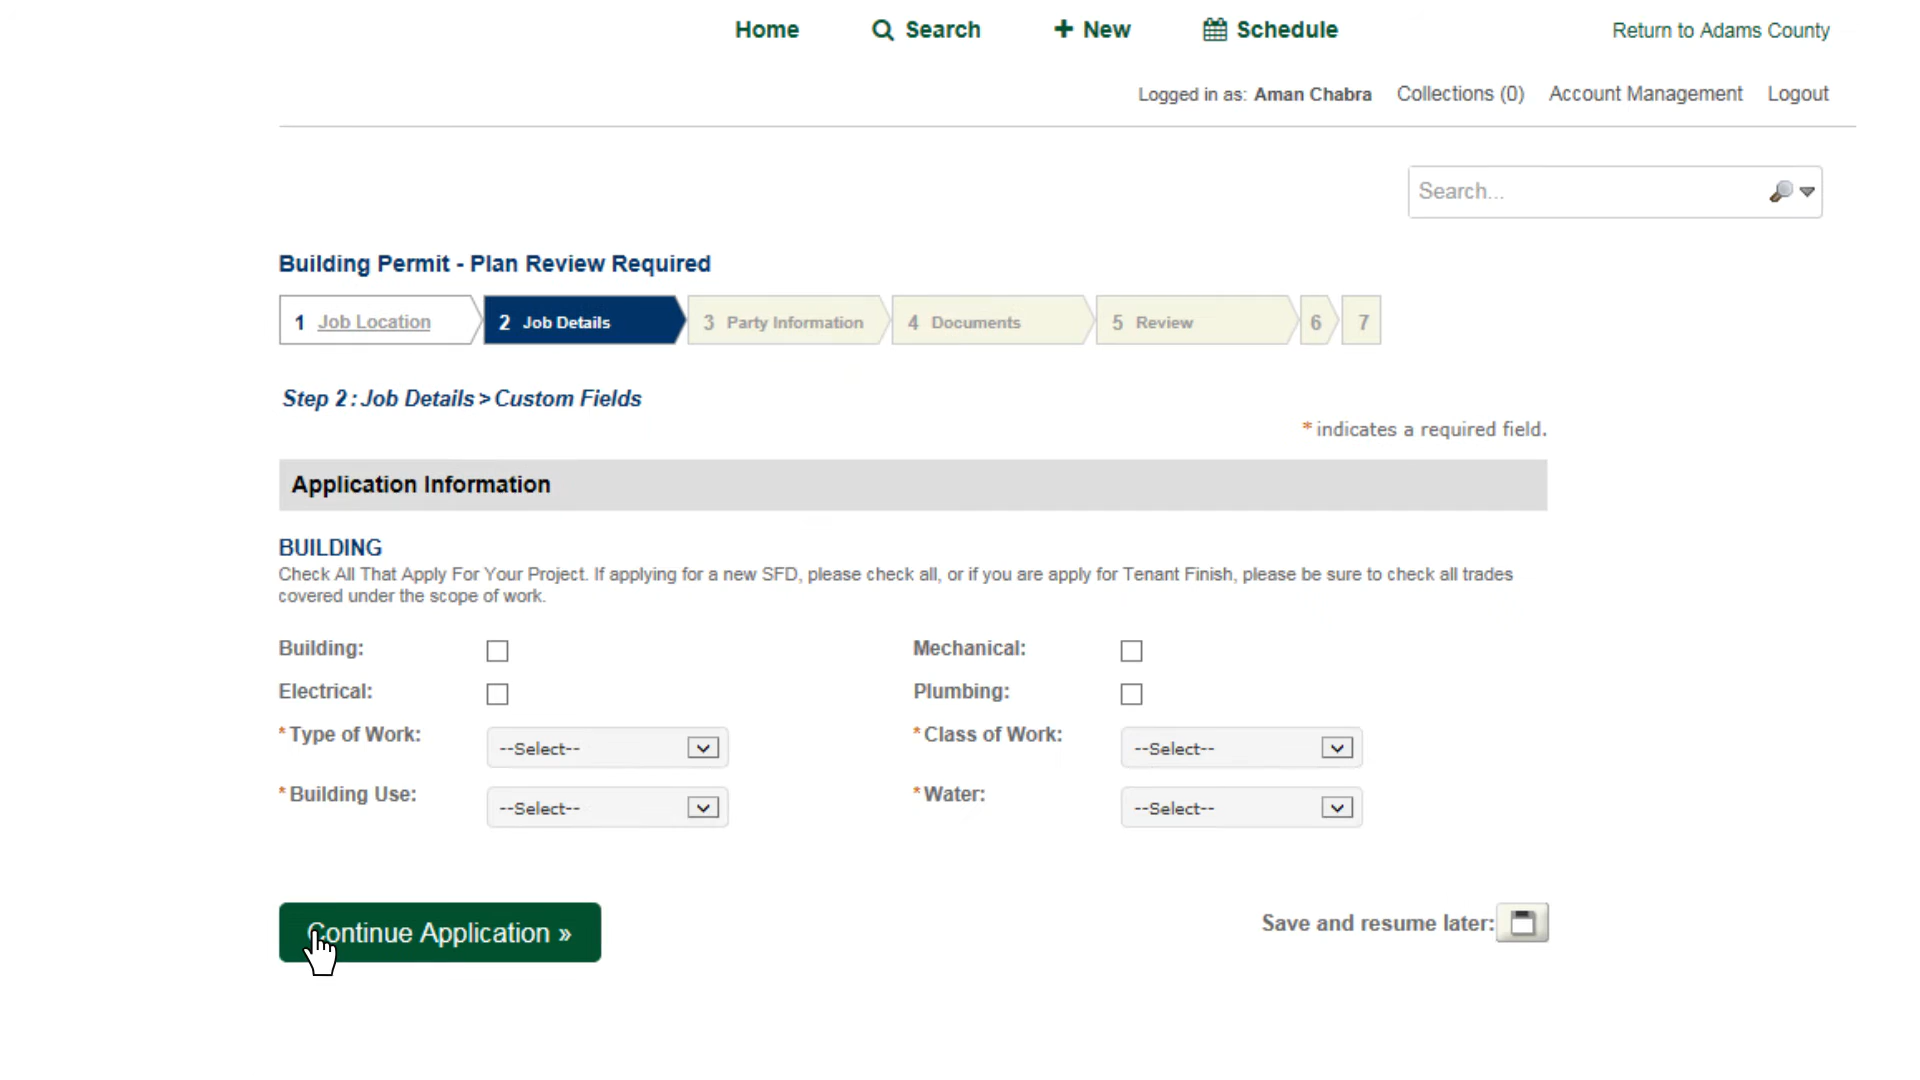 Home Search New Schedule Return to Adams County
Logged in as: Aman Chabra Collections (0) Account Management Logout
Search...
Building Permit - Plan Review Required
1 Job Location 2 Job Details 3 Party Information 4 Documents 5 Review 6 7
Step 2: Job Details > Custom Fields
* indicates a required field.
Application Information
BUILDING
Check All That Apply For Your Project. If applying for a new SFD, please check all, or if you are apply for Tenant Finish, please be sure to check all trades
covered under the scope of work.
Building: Mechanical:
Electrical: Plumbing:
* Type of Work: --Select-- * Class of Work: --Select--
* Building Use: --Select-- * Water: --Select--
Continue Application » Save and resume later: